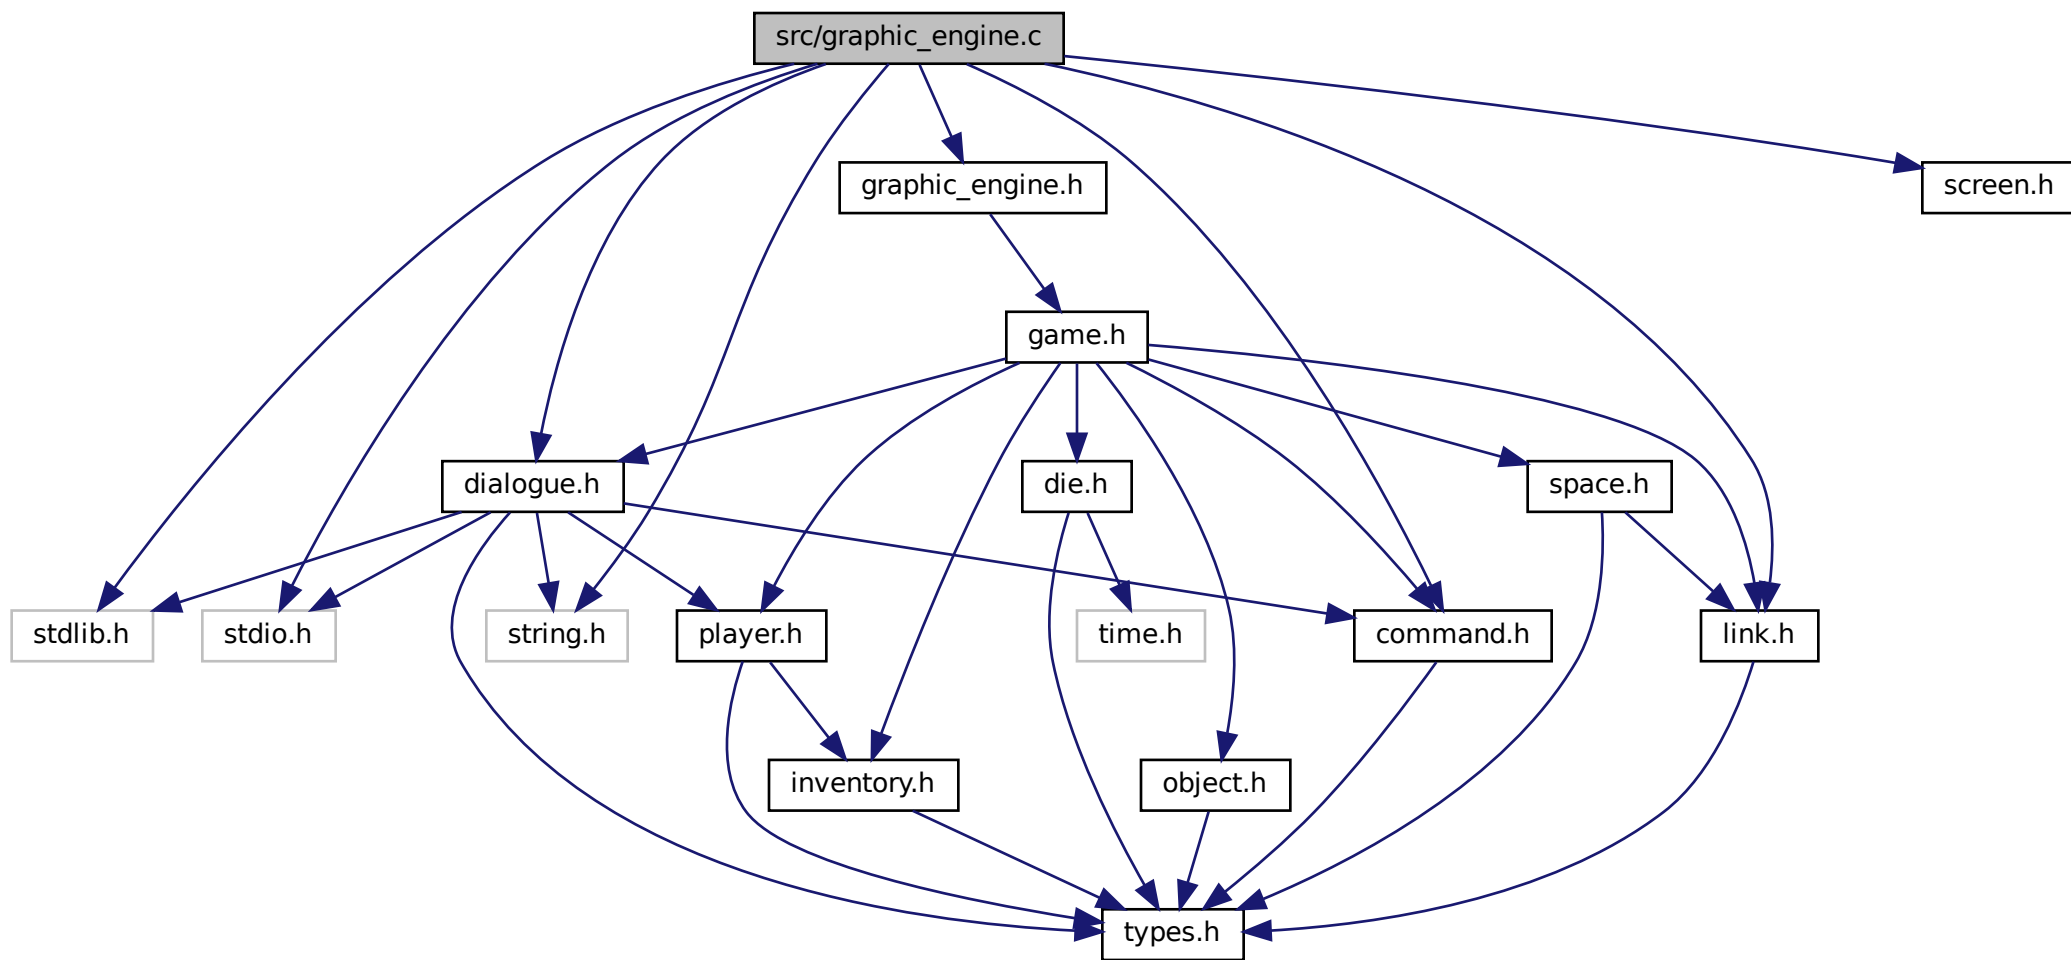 src/graphic_engine.c
graphic_engine.h
screen.h
game.h
dialogue.h
die.h
space.h
stdlib.h
stdio.h
string.h
player.h
time.h
command.h
link.h
inventory.h
object.h
types.h